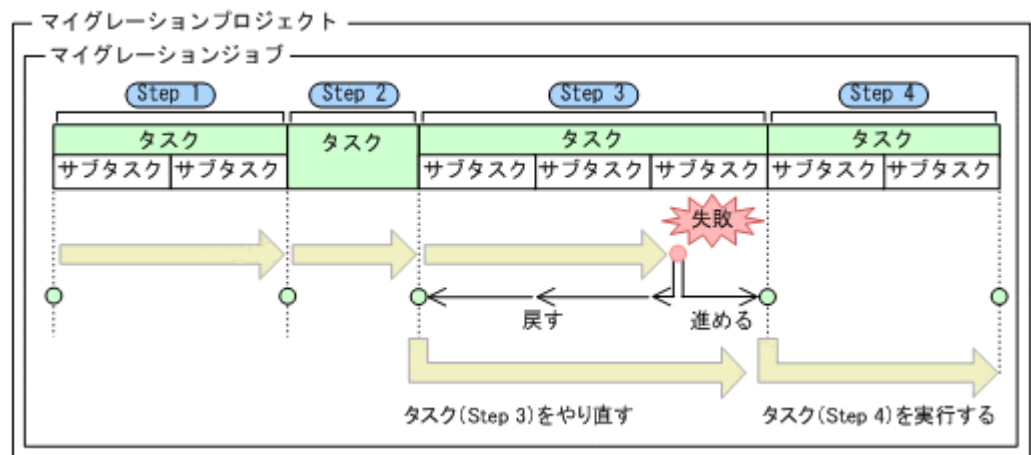 マイグレーションプロジェクト
マイグレーションジョブ
Step 1 Step 2 Step 3 Step 4
タスク タスク タスク タスク
サブタスク サブタスク サブタスク サブタスク サブタスク サブタスク サブタスク
失敗
戻す 進める
タスク(Step 3)をやり直す タスク(Step 4)を実行する